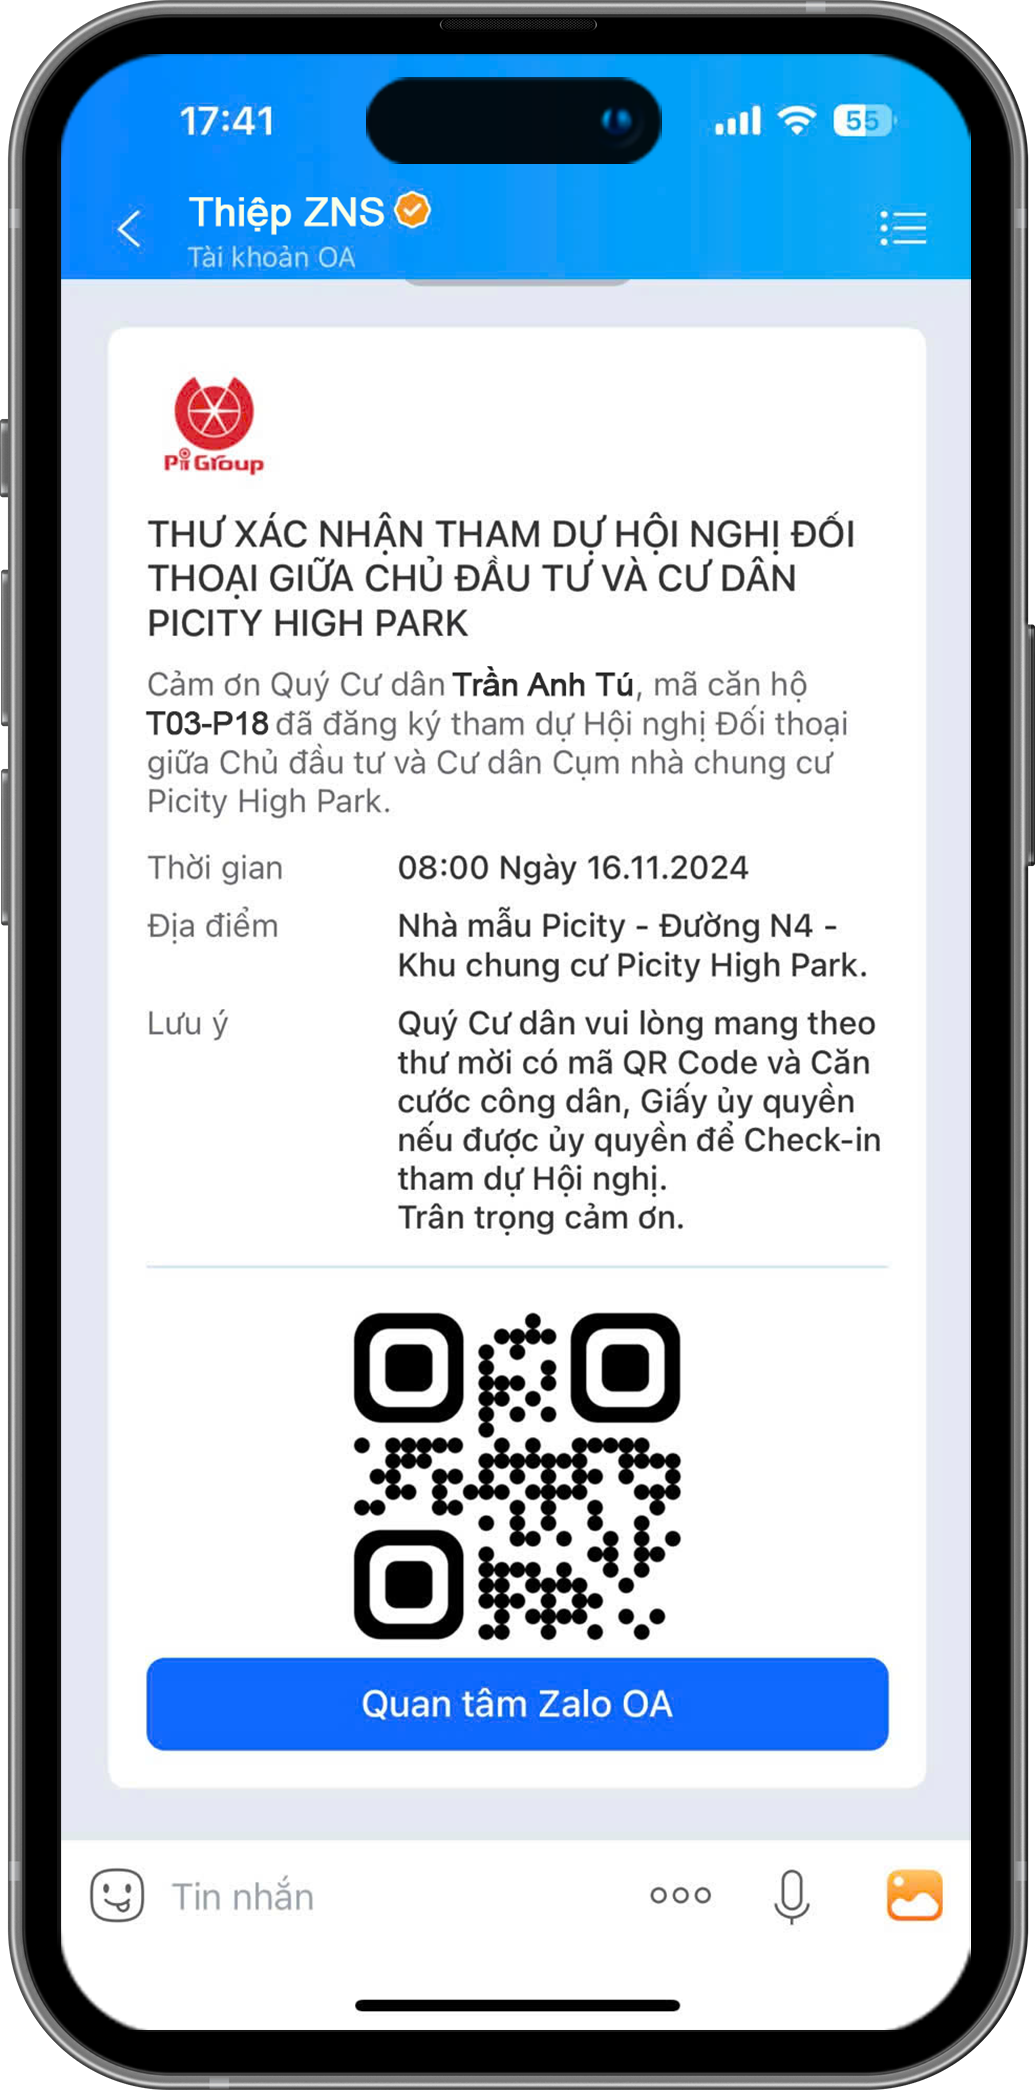 17:41
55
Thiệp ZNS
Tài khoản OA
Pi Group
THƯ XÁC NHẬN THAM DỰ HỘI NGHỊ ĐỐI
THOẠI GIỮA CHỦ ĐẦU TƯ VÀ CƯ DÂN
PICITY HIGH PARK
Cảm ơn Quý Cư dân Trần Anh Tú, mã căn hộ
T03-P18 đã đăng ký tham dự Hội nghị Đối thoại
giữa Chủ đầu tư và Cư dân Cụm nhà chung cư
Picity High Park.
Thời gian 08:00 Ngày 16.11.2024
Địa điểm Nhà mẫu Picity - Đường N4 -
Khu chung cư Picity High Park.
Lưu ý Quý Cư dân vui lòng mang theo
thư mời có mã QR Code và Căn
cước công dân, Giấy ủy quyền
nếu được ủy quyền để Check-in
tham dự Hội nghị.
Trân trọng cảm ơn.
Quan tâm Zalo OA
Tin nhắn